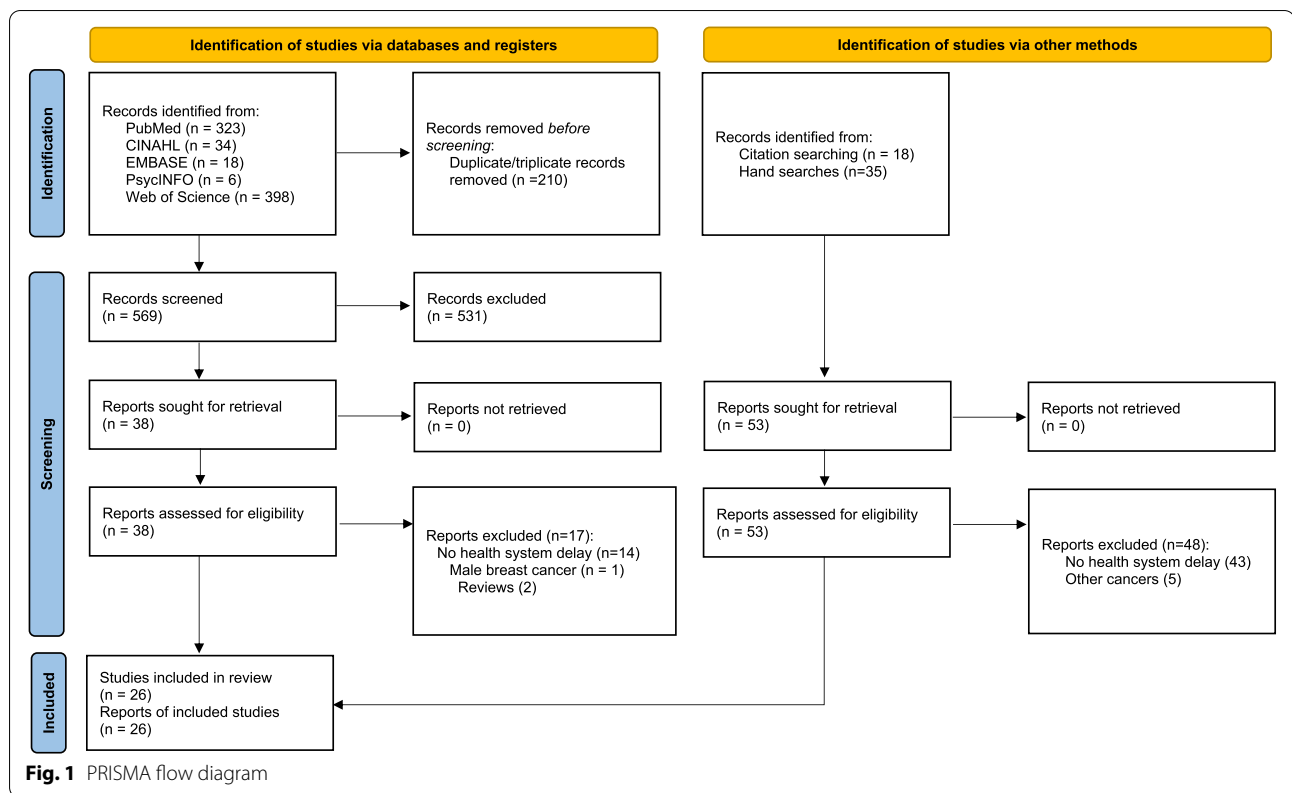 Identification of studies via databases and registers
Identification of studies via other methods
Identification
Records identified from:
PubMed (n = 323)
CINAHL (n = 34)
EMBASE (n = 18)
PsycINFO (n = 6)
Web of Science (n = 398)
Records removed before
screening:
Duplicate/triplicate records
removed (n =210)
Records identified from:
Citation searching (n = 18)
Hand searches (n=35)
Screening
Records screened
(n = 569)
Records excluded
(n = 531)
Reports sought for retrieval
(n = 38)
Reports not retrieved
(n = 0)
Reports sought for retrieval
(n = 53)
Reports not retrieved
(n = 0)
Reports assessed for eligibility
(n = 38)
Reports excluded (n=17):
No health system delay (n=14)
Male breast cancer (n = 1)
Reviews (2)
Reports assessed for eligibility
(n = 53)
Reports excluded (n=48):
No health system delay (43)
Other cancers (5)
Included
Studies included in review
(n = 26)
Reports of included studies
(n = 26)
Fig. 1 PRISMA flow diagram